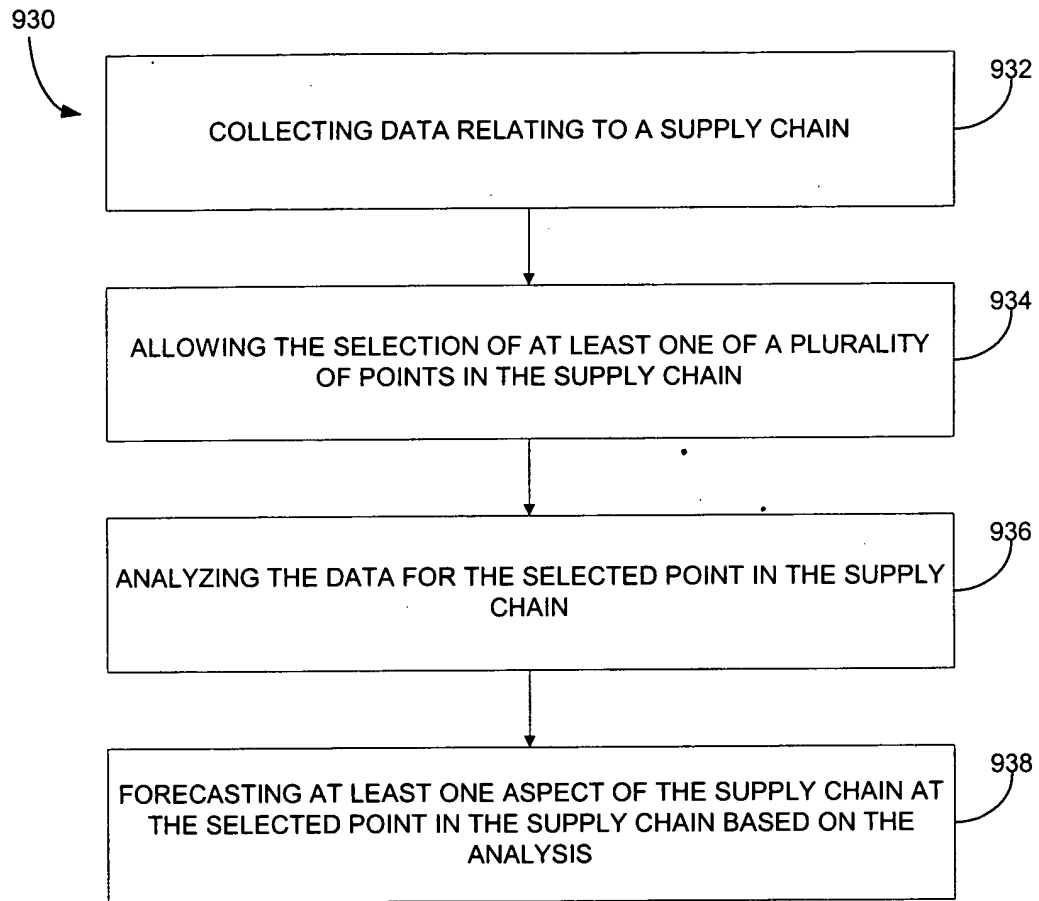 930
932
COLLECTING DATA RELATING TO A SUPPLY CHAIN
934
ALLOWING THE SELECTION OF AT LEAST ONE OF A PLURALITY
OF POINTS IN THE SUPPLY CHAIN
936
ANALYZING THE DATA FOR THE SELECTED POINT IN THE SUPPLY
CHAIN
938
FORECASTING AT LEAST ONE ASPECT OF THE SUPPLY CHAIN AT
THE SELECTED POINT IN THE SUPPLY CHAIN BASED ON THE
ANALYSIS